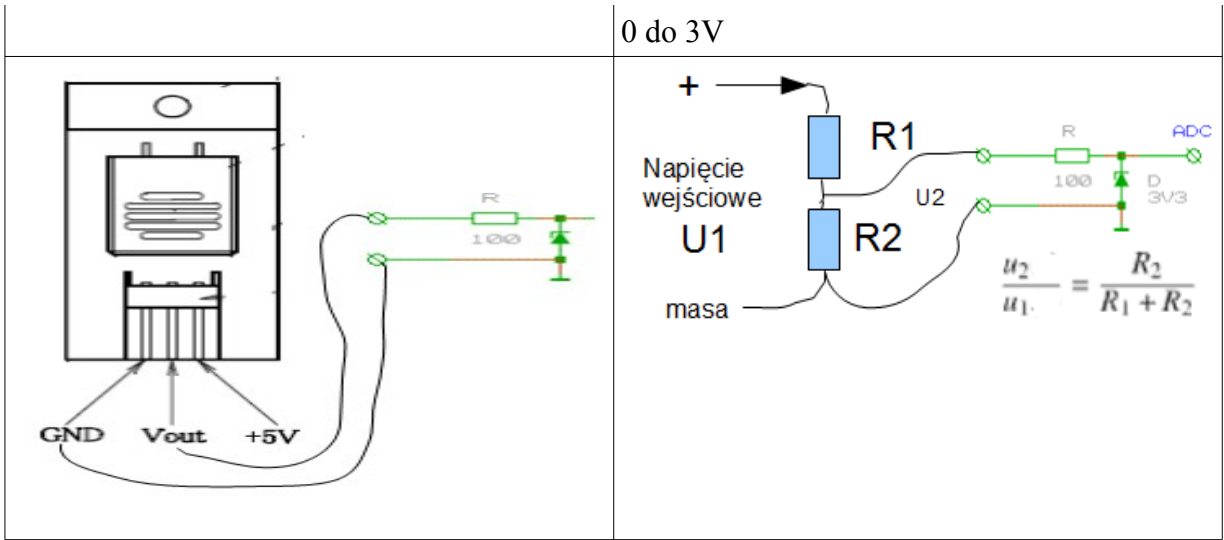 0 do 3V
R
100
GND Vout +5V
+
R1
Napięcie
wejściowe
U1
U2
R2
masa
R
100
ADC
D
3V3
u₂ / u₁. = R₂ / R₁ + R₂